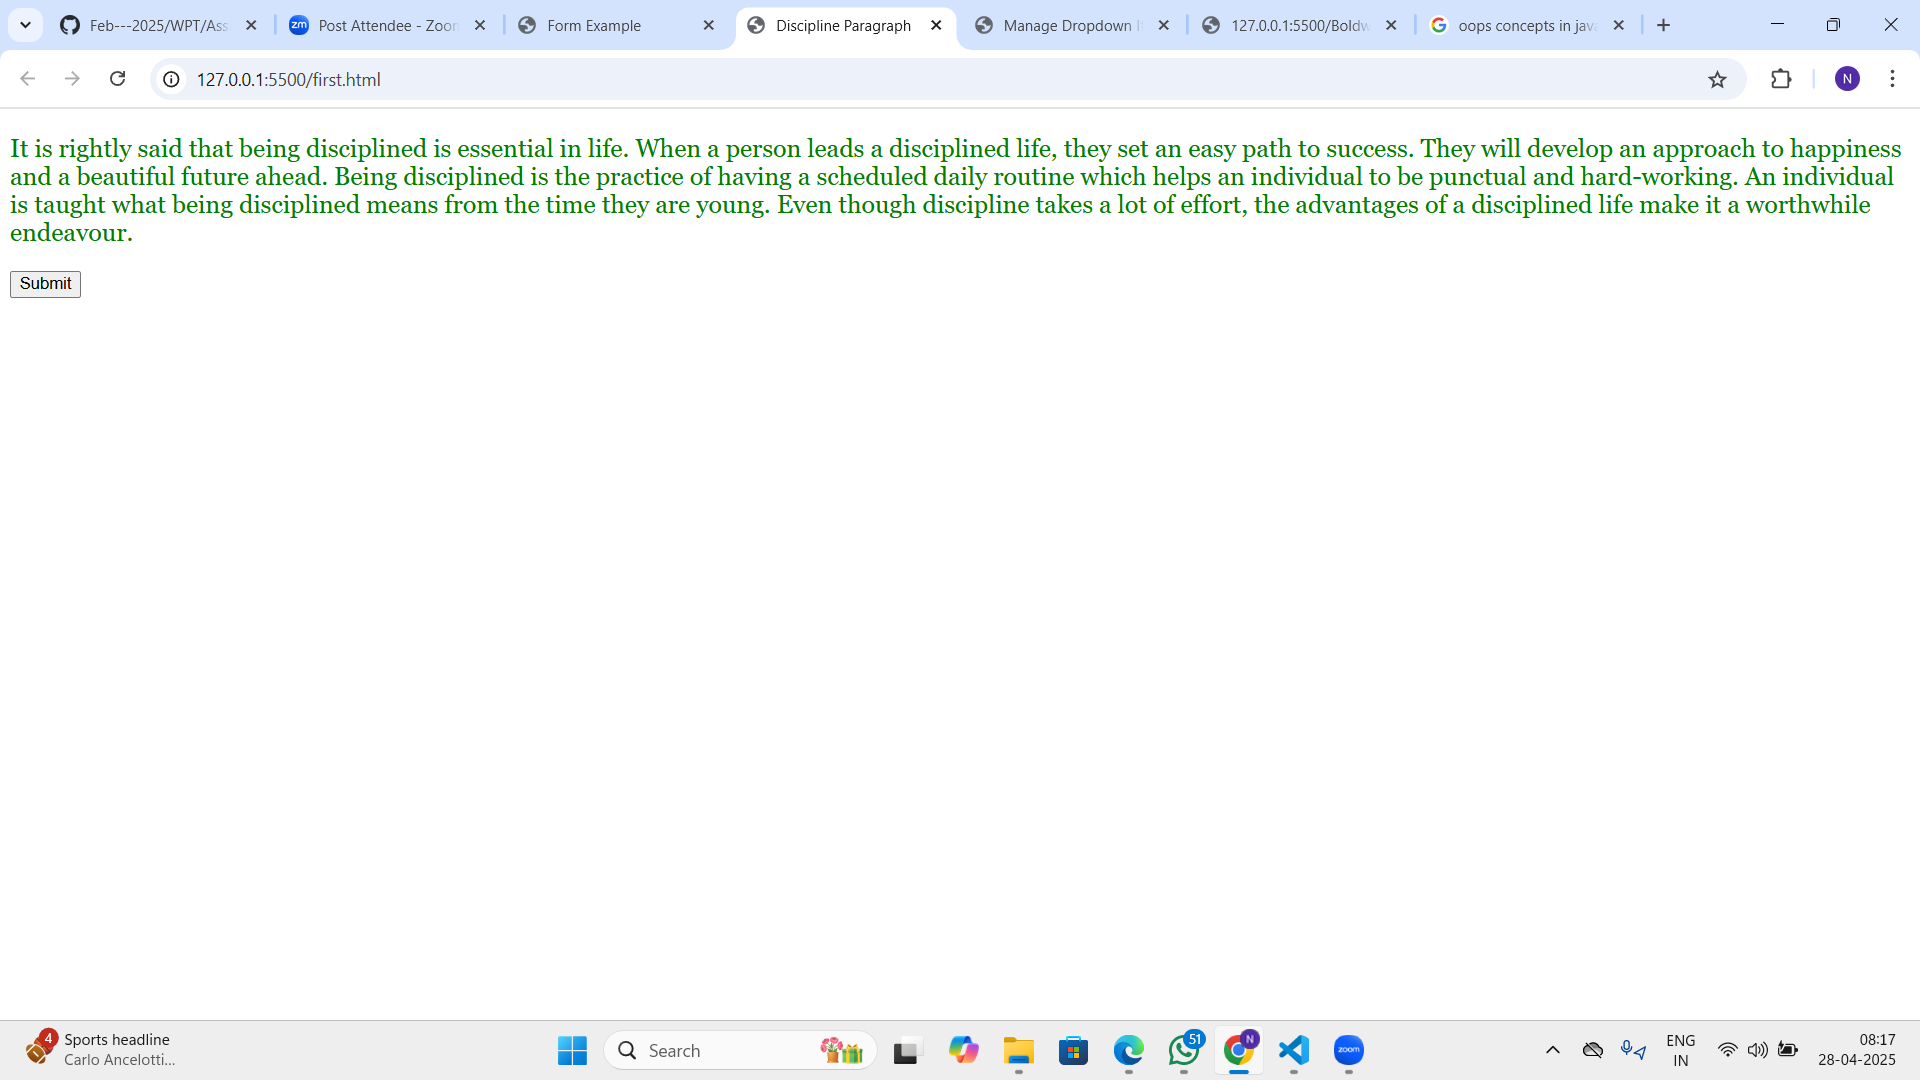 Feb---2025/WPT/Ass
Post Attendee - Zoom
Form Example
Discipline Paragraph
Manage Dropdown I
127.0.0.1:5500/Boldw
oops concepts in java
127.0.0.1:5500/first.html
N
It is rightly said that being disciplined is essential in life. When a person leads a disciplined life, they set an easy path to success. They will develop an approach to happiness
and a beautiful future ahead. Being disciplined is the practice of having a scheduled daily routine which helps an individual to be punctual and hard-working. An individual
is taught what being disciplined means from the time they are young. Even though discipline takes a lot of effort, the advantages of a disciplined life make it a worthwhile
endeavour.
Submit
4
Sports headline
Carlo Ancelotti...
Search
51
N
zoom
ENG
IN
08:17
28-04-2025